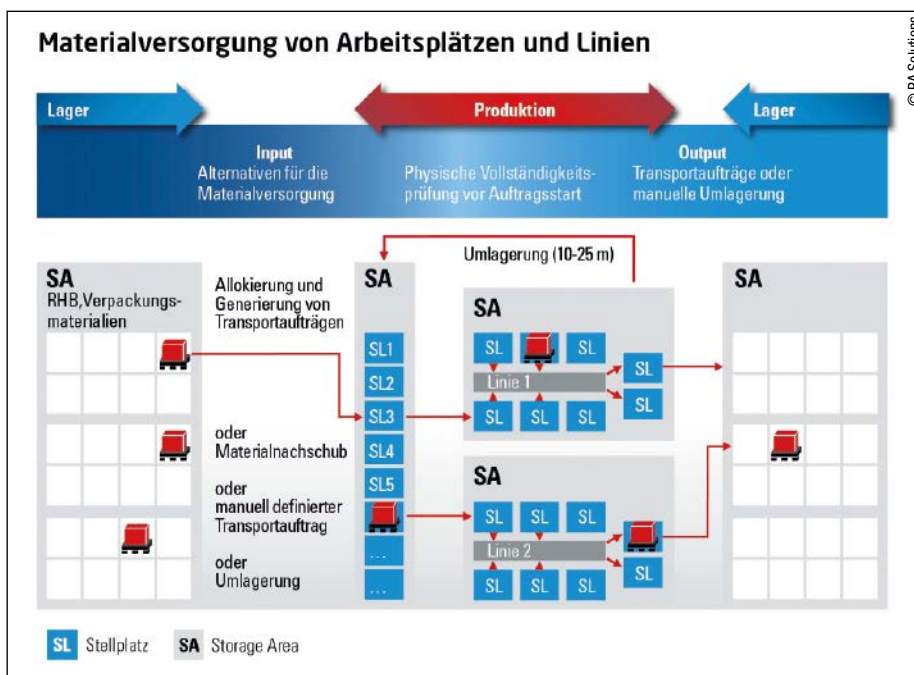 Materialversorgung von Arbeitsplätzen und Linien
© PA Solutions
Lager
Produktion
Lager
Input
Alternativen für die
Materialversorgung
Physische Vollständigkeits-
prüfung vor Auftragsstart
Output
Transportaufträge oder
manuelle Umlagerung
Umlagerung (10-25 m)
SA
RHB,Verpackungs-
materialien
Allokierung und
Generierung von
Transportaufträgen
oder
Materialnachschub
oder
manuell definierter
Transportauftrag
oder
Umlagerung
SA
SL1
SL2
SL3
SL4
SL5
...
...
SA
SL
SL
SL
Linie 1
SL
SL
SL
SL
SL
SA
SL
SL
SL
Linie 2
SL
SL
SL
SL
SA
SL Stellplatz
SA Storage Area